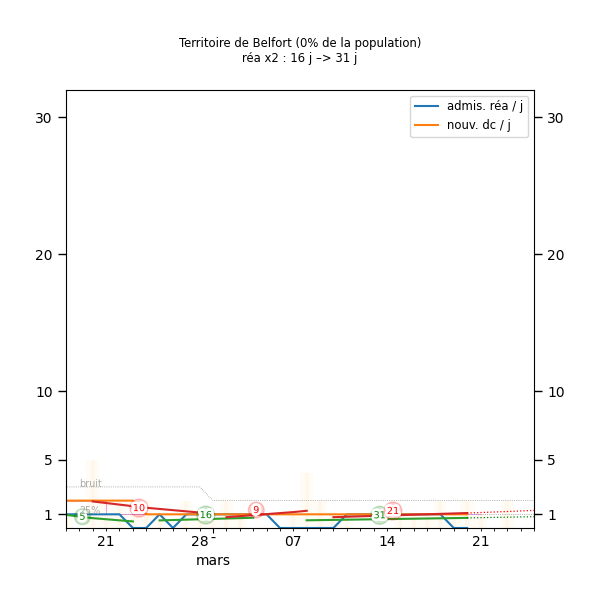 Territoire de Belfort (0% de la population)
réa x2 : 16 j –> 31 j
admis. réa / j
nouv. dc / j
30 30
20 20
10 10
5 5
1 1
bruit
25%
5 10 16 9 31 21
21 28 07 14 21
mars